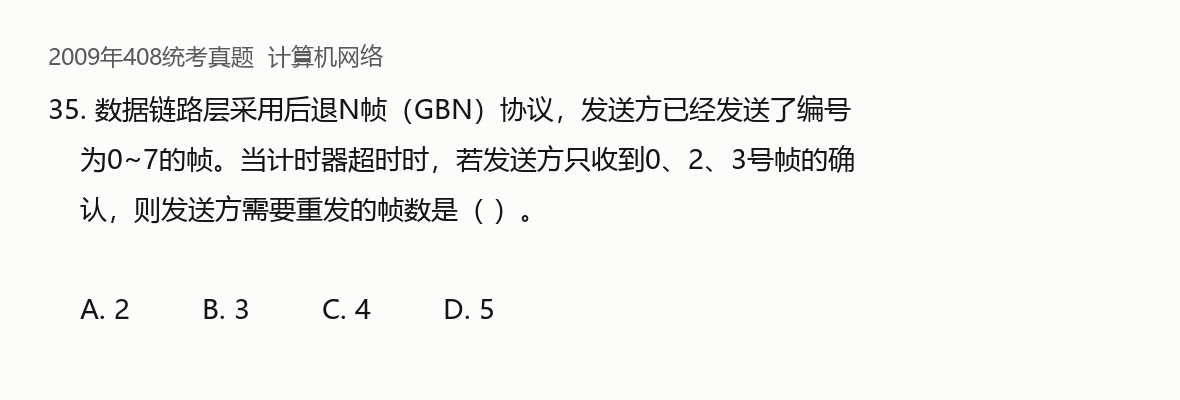 2009年408统考真题 计算机网络
35. 数据链路层采用后退N帧（GBN）协议，发送方已经发送了编号
为0~7的帧。当计时器超时时，若发送方只收到0、2、3号帧的确
认，则发送方需要重发的帧数是（ ）。
A. 2 B. 3 C. 4 D. 5